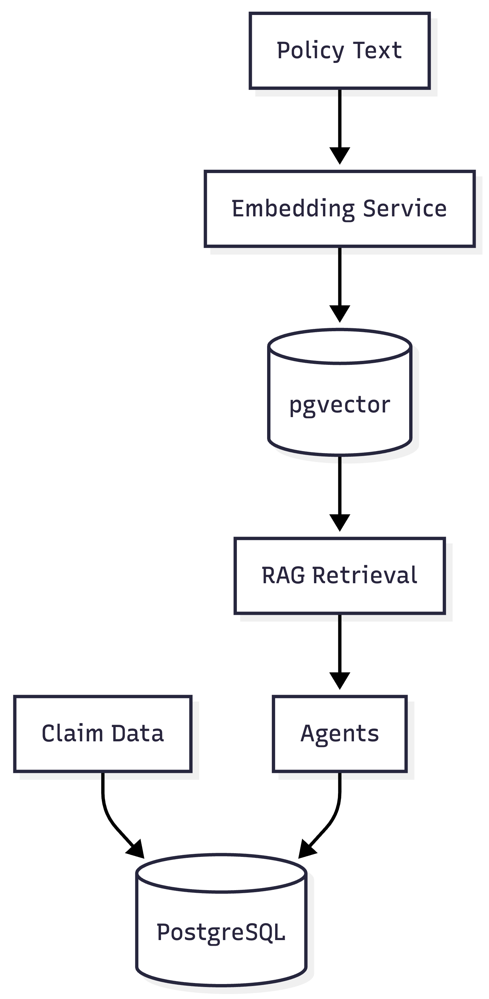 Policy Text
Embedding Service
pgvector
RAG Retrieval
Claim Data
Agents
PostgreSQL